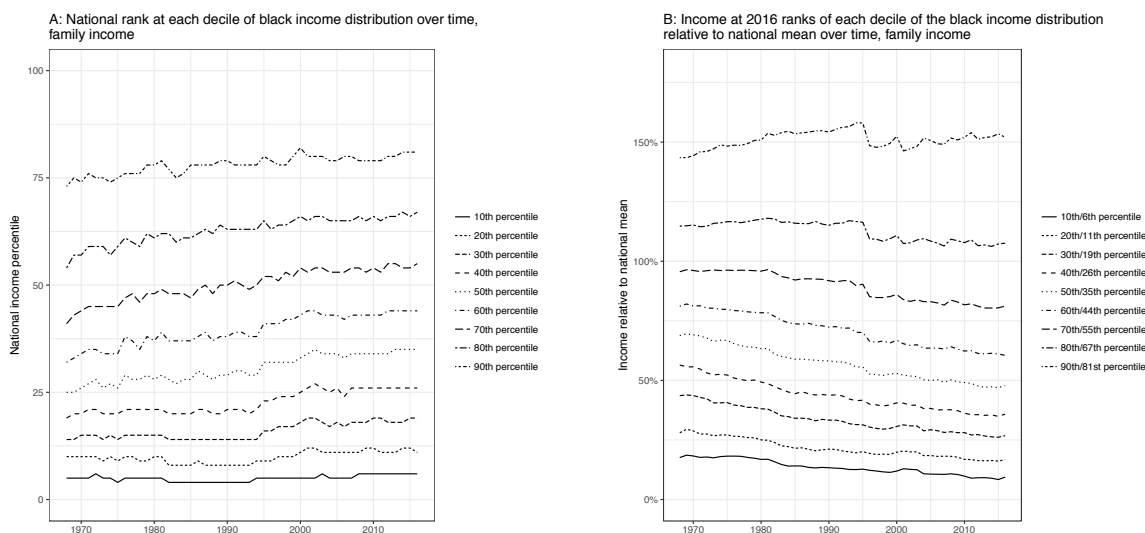 A: National rank at each decile of black income distribution over time,
family income
100
75
50
25
0
National income percentile
1970
1980
1990
2000
2010
10th percentile
20th percentile
30th percentile
40th percentile
50th percentile
60th percentile
70th percentile
80th percentile
90th percentile
B: Income at 2016 ranks of each decile of the black income distribution
relative to national mean over time, family income
150%
100%
50%
0%
Income relative to national mean
1970
1980
1990
2000
2010
10th/6th percentile
20th/11th percentile
30th/19th percentile
40th/26th percentile
50th/35th percentile
60th/44th percentile
70th/55th percentile
80th/67th percentile
90th/81st percentile